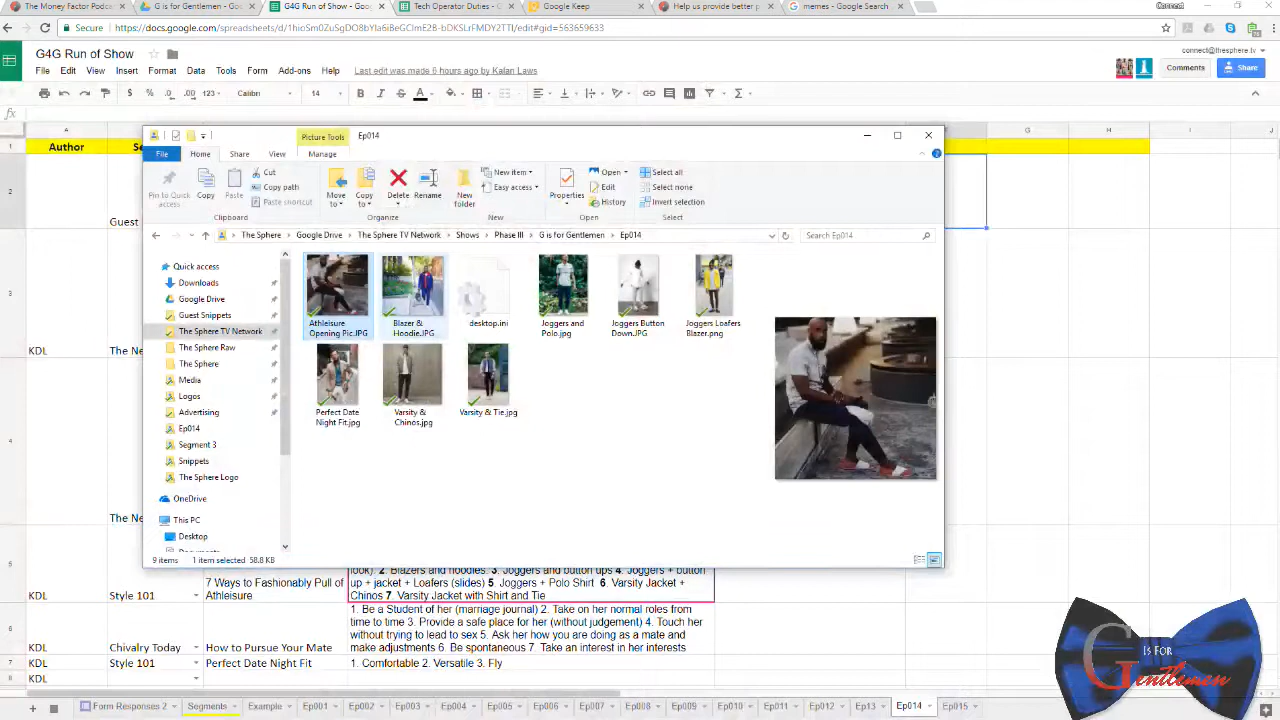 The Money Factor Podca
G is for Gentlemen - G
G4G Run of Show - Goo
Tech Operator Duties -
Google Keep
Help us provide better p
memes - Google Search
Secure
G4G Run of Show
connect@thesphere.tv
File Edit View Insert Format Data Tools Form Add-ons Help
Last edit was made 6 hours ago by Kalan Laws
Comments
Share
$ % .0 .00 123 Calibri 14 B I S A
fx
A G H I J
1 Author
2 Guest
3 KDL The Ne
4 The Ne
Picture Tools
Ep014
File Home Share View Manage
Pin to Quick access
Copy
Paste
Cut
Copy path
Paste shortcut
Clipboard
Move to
Copy to
Delete
Rename
Organize
New folder
New item
Easy access
New
Properties
Open
Edit
History
Open
Select all
Select none
Invert selection
Select
The Sphere > Google Drive > The Sphere TV Network > Shows > Phase III > G is for Gentlemen > Ep014
Search Ep014
Quick access
Downloads
Google Drive
Guest Snippets
The Sphere TV Network
The Sphere Raw
The Sphere
Media
Logos
Advertising
Ep014
Segment 3
Snippets
The Sphere Logo
OneDrive
This PC
Desktop
Athleisure Opening Pic.JPG
Blazer & Hoodie.JPG
desktop.ini
Joggers and Polo.jpg
Joggers Button Down.JPG
Joggers Loafers Blazer.png
Perfect Date Night Fit.jpg
Varsity & Chinos.jpg
Varsity & Tie.jpg
9 items 1 item selected 58.8 KB
5 KDL Style 101 7 Ways to Fashionably Pull of Athleisure
look). 2. Blazers and hoodies. 3. Joggers and button ups 4. Joggers + button
up + jacket + Loafers (slides) 5. Joggers + Polo Shirt 6. Varsity Jacket +
Chinos 7. Varsity Jacket with Shirt and Tie
1. Be a Student of her (marriage journal) 2. Take on her normal roles from
time to time 3. Provide a safe place for her (without judgement) 4. Touch her
without trying to lead to sex 5. Ask her how you are doing as a mate and
make adjustments 6. Be spontaneous 7. Take an interest in her interests
6 KDL Chivalry Today How to Pursue Your Mate
7 KDL Style 101 Perfect Date Night Fit 1. Comfortable 2. Versatile 3. Fly
8 KDL
Form Responses 2 Segments Example Ep001 Ep002 Ep003 Ep004 Ep005 Ep006 Ep007 Ep008 Ep009 Ep010 Ep011 Ep012 Ep13 Ep014 Ep015
G Is For Gentlemen